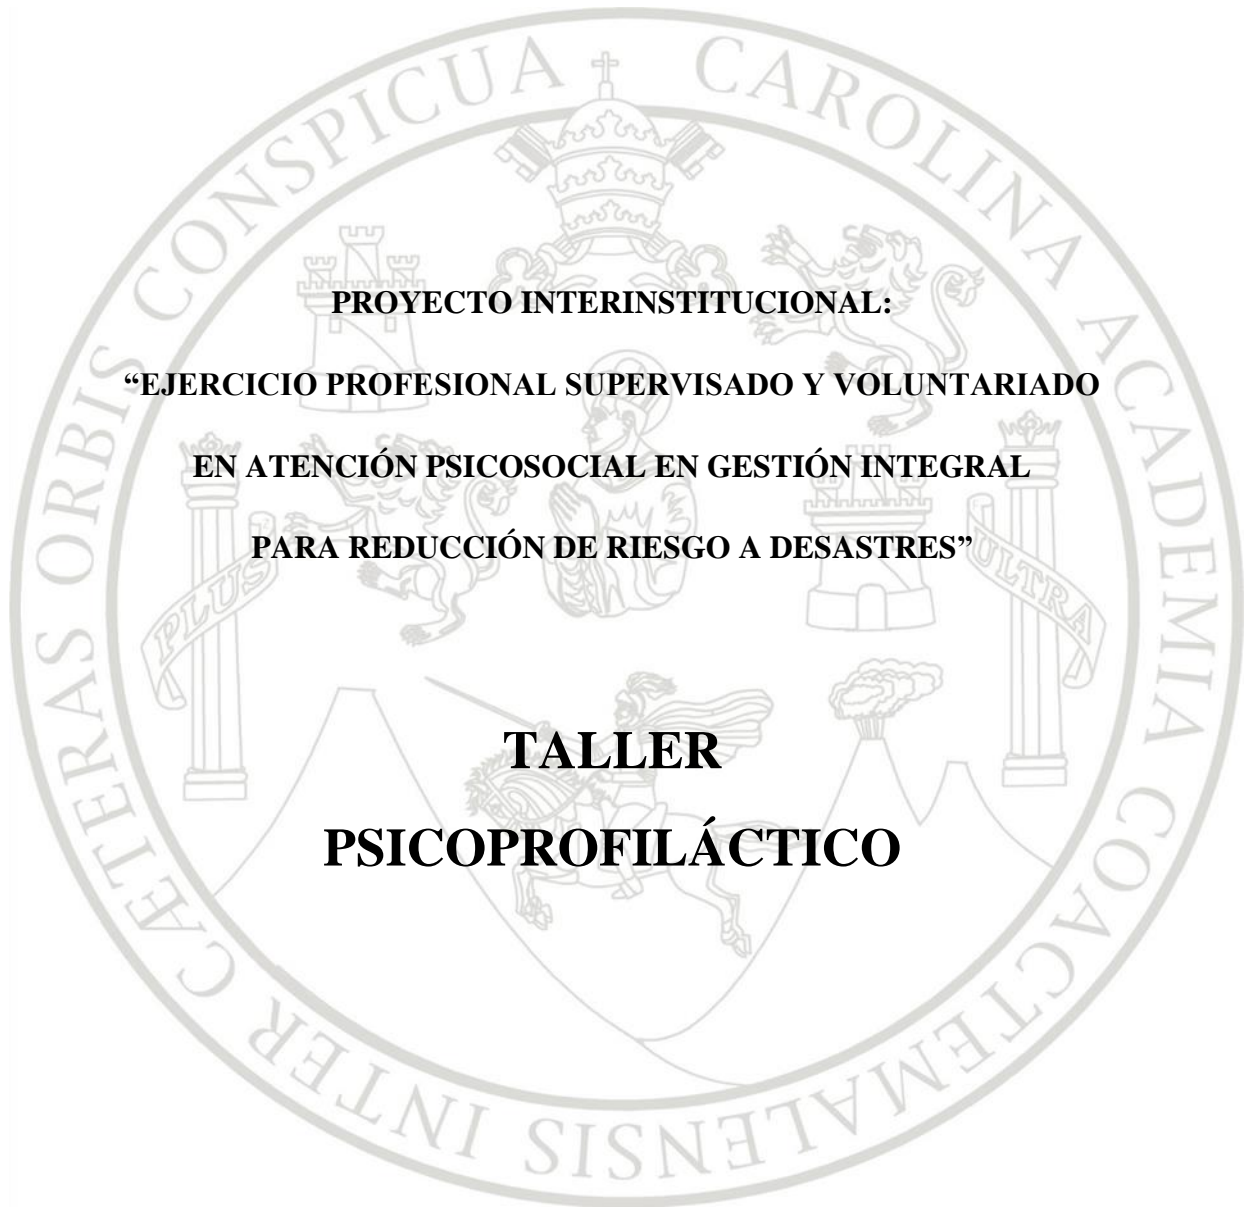 PROYECTO INTERINSTITUCIONAL:
“EJERCICIO PROFESIONAL SUPERVISADO Y VOLUNTARIADO
EN ATENCIÓN PSICOSOCIAL EN GESTIÓN INTEGRAL
PARA REDUCCIÓN DE RIESGO A DESASTRES”
TALLER
PSICOPROFILÁCTICO
CAROLINA ACADEMIA COACTEMALENSIS INTER CÆTERAS ORBIS CONSPICUA
PLUS
ULTRA